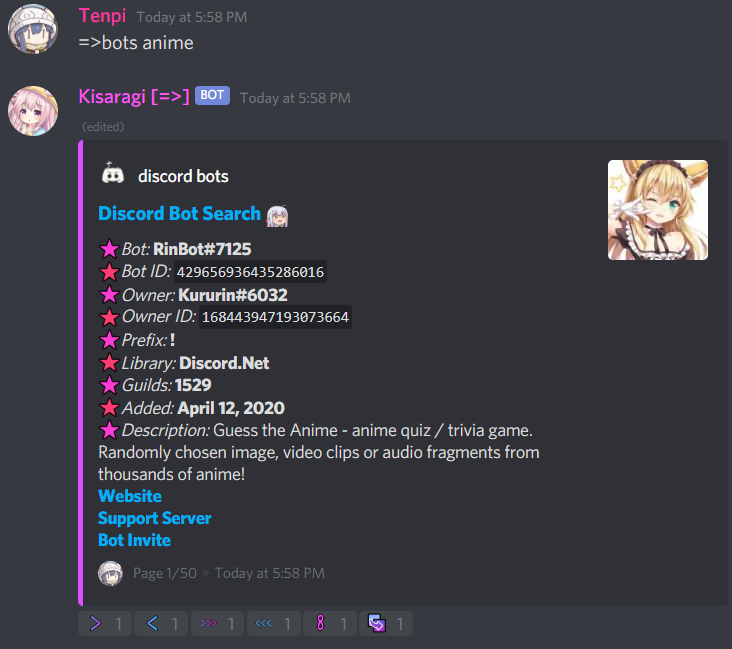 Tenpi Today at 5:58 PM
=>bots anime
Kisaragi [=>] BOT Today at 5:58 PM
(edited)
discord bots
Discord Bot Search
Bot: RinBot#7125
Bot ID: 429656936435286016
Owner: Kururin#6032
Owner ID: 168443947193073664
Prefix: !
Library: Discord.Net
Guilds: 1529
Added: April 12, 2020
Description: Guess the Anime - anime quiz / trivia game.
Randomly chosen image, video clips or audio fragments from
thousands of anime!
Website
Support Server
Bot Invite
Page 1/50 • Today at 5:58 PM
> 1 < 1 >>> 1 <<< 1 8 1 1